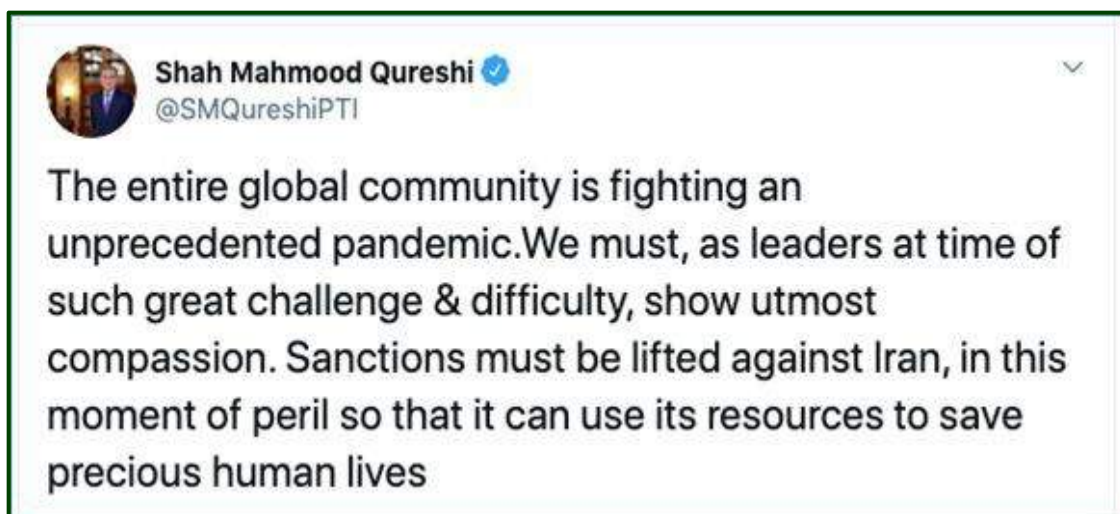 Shah Mahmood Qureshi
@SMQureshiPTI
The entire global community is fighting an
unprecedented pandemic.We must, as leaders at time of
such great challenge & difficulty, show utmost
compassion. Sanctions must be lifted against Iran, in this
moment of peril so that it can use its resources to save
precious human lives